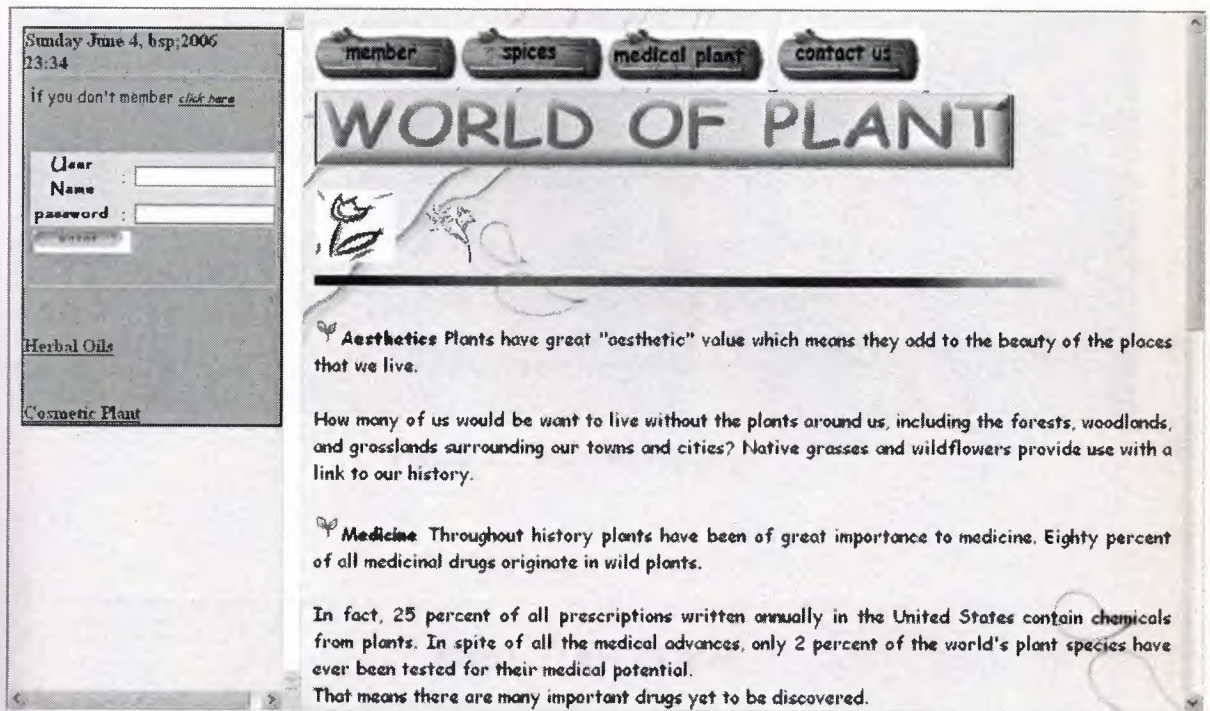 Sunday June 4, bsp;2006
23:34
if you don't member click here
User
Name :
password :
enter
Herbal Oils
Cosmetic Plant
member
spices
medical plant
contact us
WORLD OF PLANT
Aesthetics Plants have great "aesthetic" value which means they add to the beauty of the places
that we live.
How many of us would be want to live without the plants around us, including the forests, woodlands,
and grasslands surrounding our towns and cities? Native grasses and wildflowers provide use with a
link to our history.
Medicine Throughout history plants have been of great importance to medicine. Eighty percent
of all medicinal drugs originate in wild plants.
In fact, 25 percent of all prescriptions written annually in the United States contain chemicals
from plants. In spite of all the medical advances, only 2 percent of the world's plant species have
ever been tested for their medical potential.
That means there are many important drugs yet to be discovered.